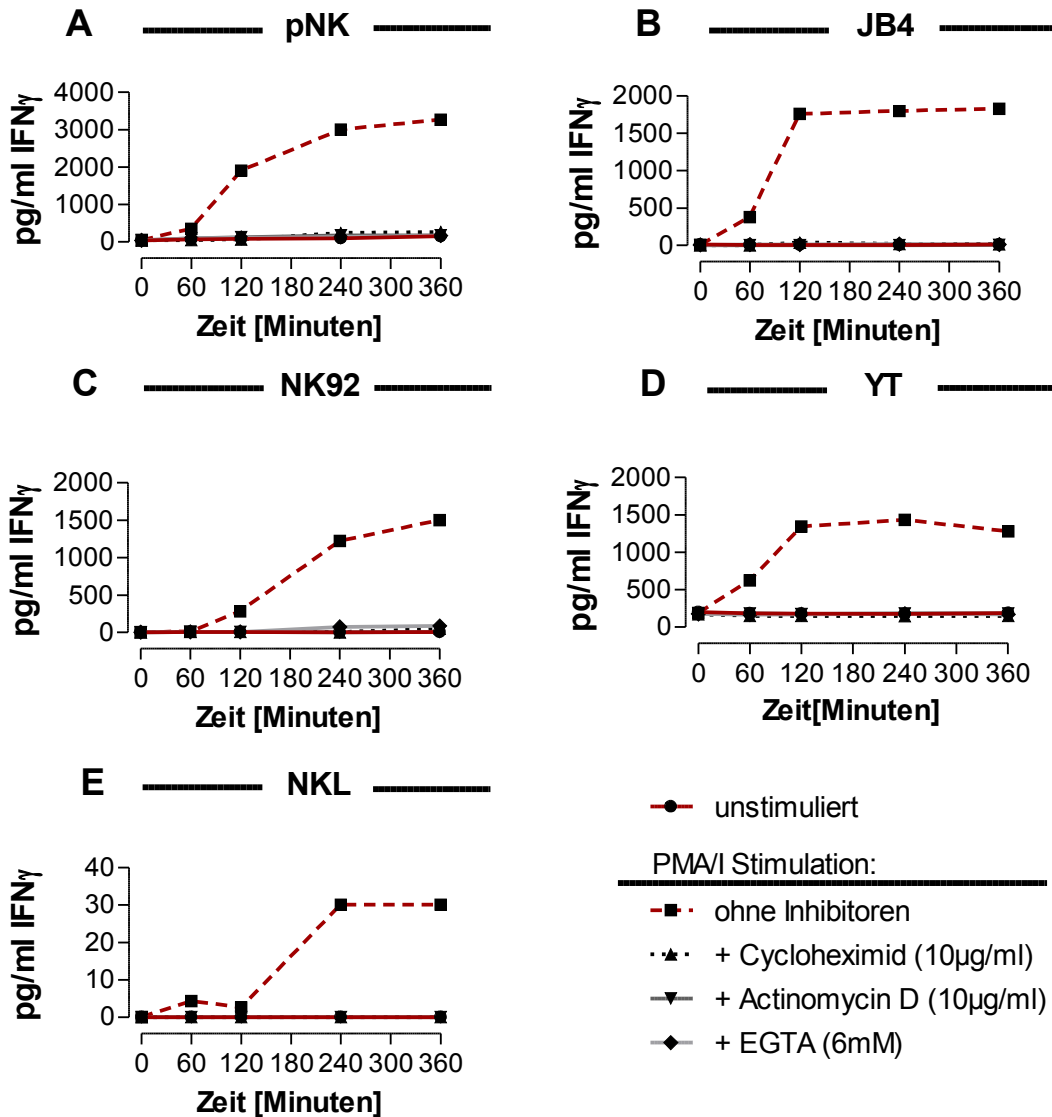 A pNK
4000
3000
2000
1000
0
pg/ml IFNγ
0 60 120 180 240 300 360
Zeit [Minuten]
B JB4
2000
1500
1000
500
0
pg/ml IFNγ
0 60 120 180 240 300 360
Zeit [Minuten]
C NK92
2000
1500
1000
500
0
pg/ml IFNγ
0 60 120 180 240 300 360
Zeit [Minuten]
D YT
2000
1500
1000
500
0
pg/ml IFNγ
0 60 120 180 240 300 360
Zeit[Minuten]
E NKL
40
30
20
10
0
pg/ml IFNγ
0 60 120 180 240 300 360
Zeit [Minuten]
unstimuliert
PMA/I Stimulation:
ohne Inhibitoren
+ Cycloheximid (10µg/ml)
+ Actinomycin D (10µg/ml)
+ EGTA (6mM)